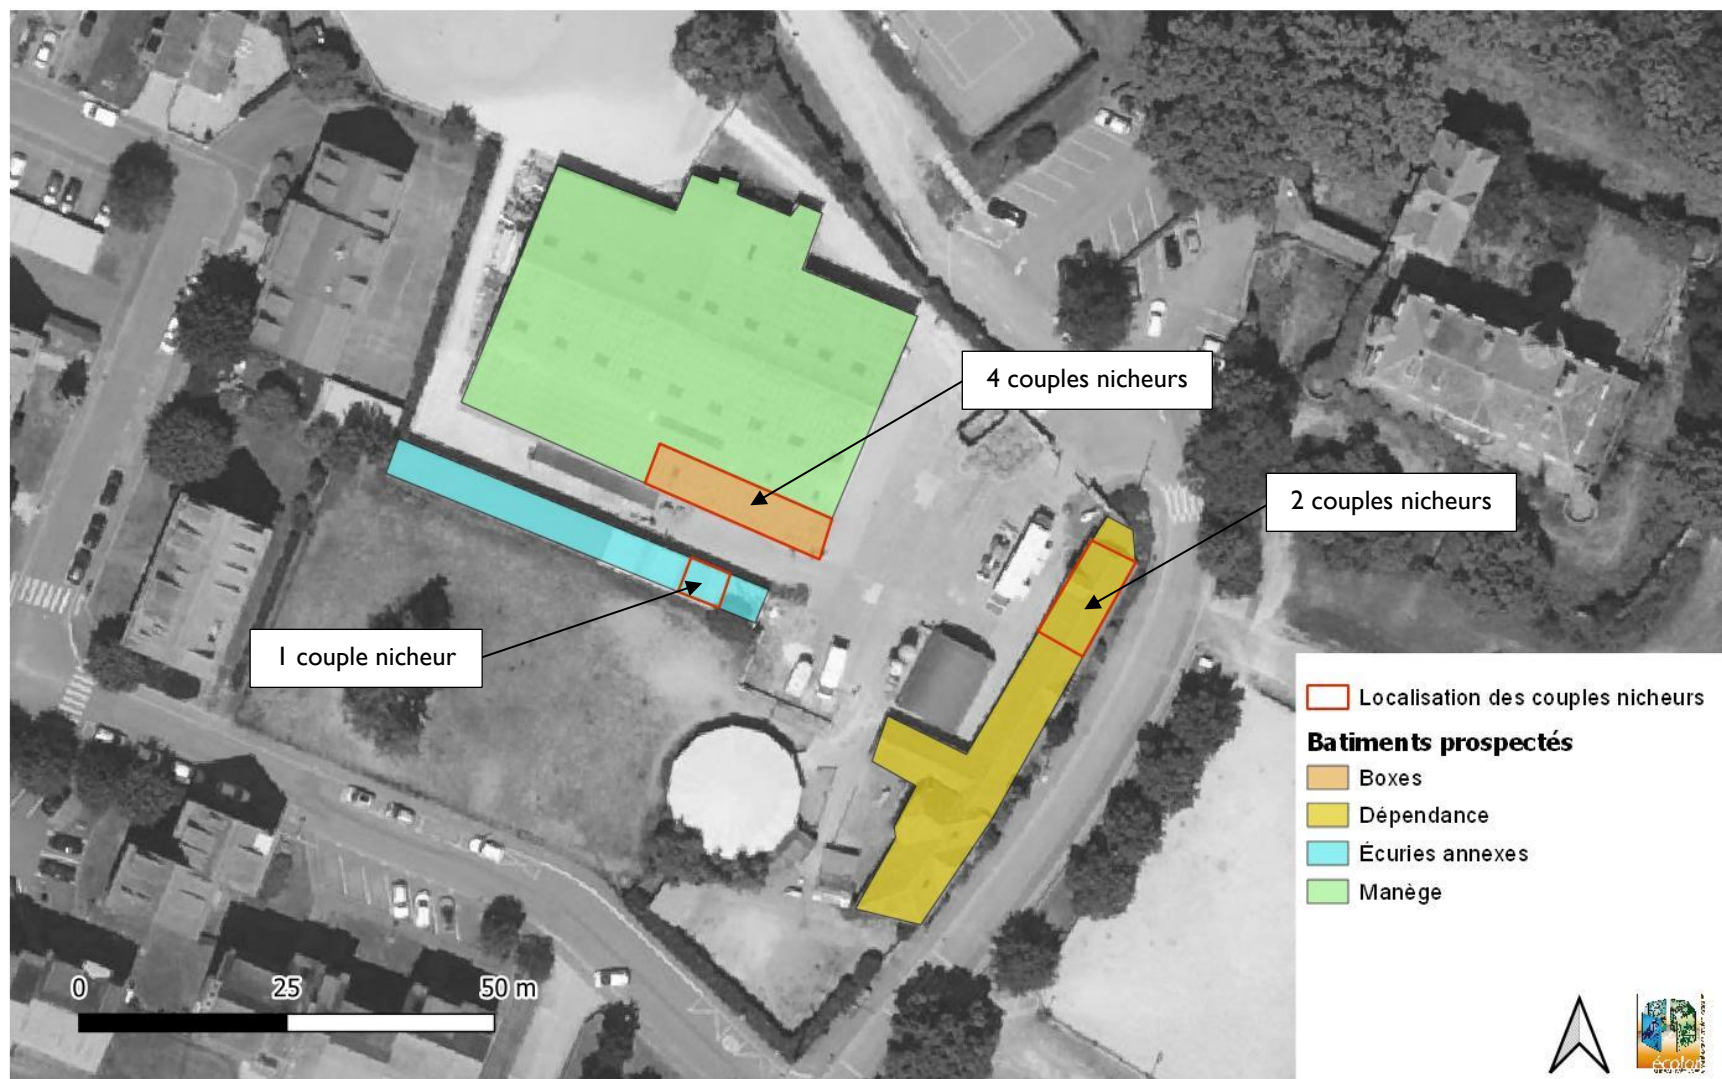 4 couples nicheurs
2 couples nicheurs
1 couple nicheur
Localisation des couples nicheurs
Batiments prospectés
Boxes
Dépendance
Écuries annexes
Manège
0 25 50 m